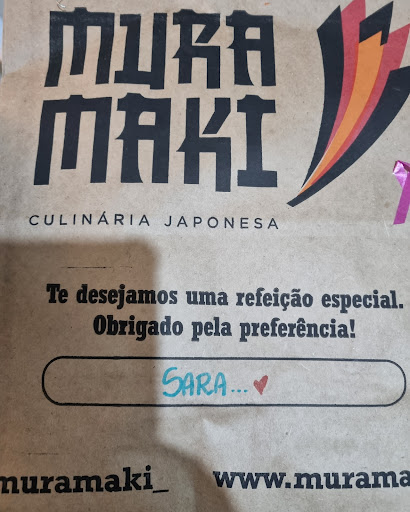 MURA
MAKI
CULINÁRIA JAPONESA
Te desejamos uma refeição especial.
Obrigado pela preferência!
SARA...
muramaki_ www.murama